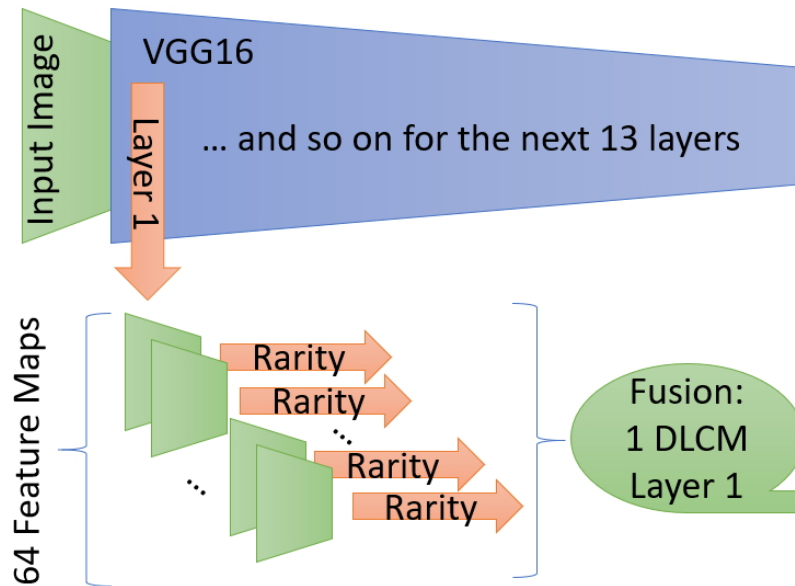 Input Image
VGG16
Layer 1
... and so on for the next 13 layers
64 Feature Maps
Rarity
Rarity
...
Rarity
Rarity
...
Fusion:
1 DLCM
Layer 1